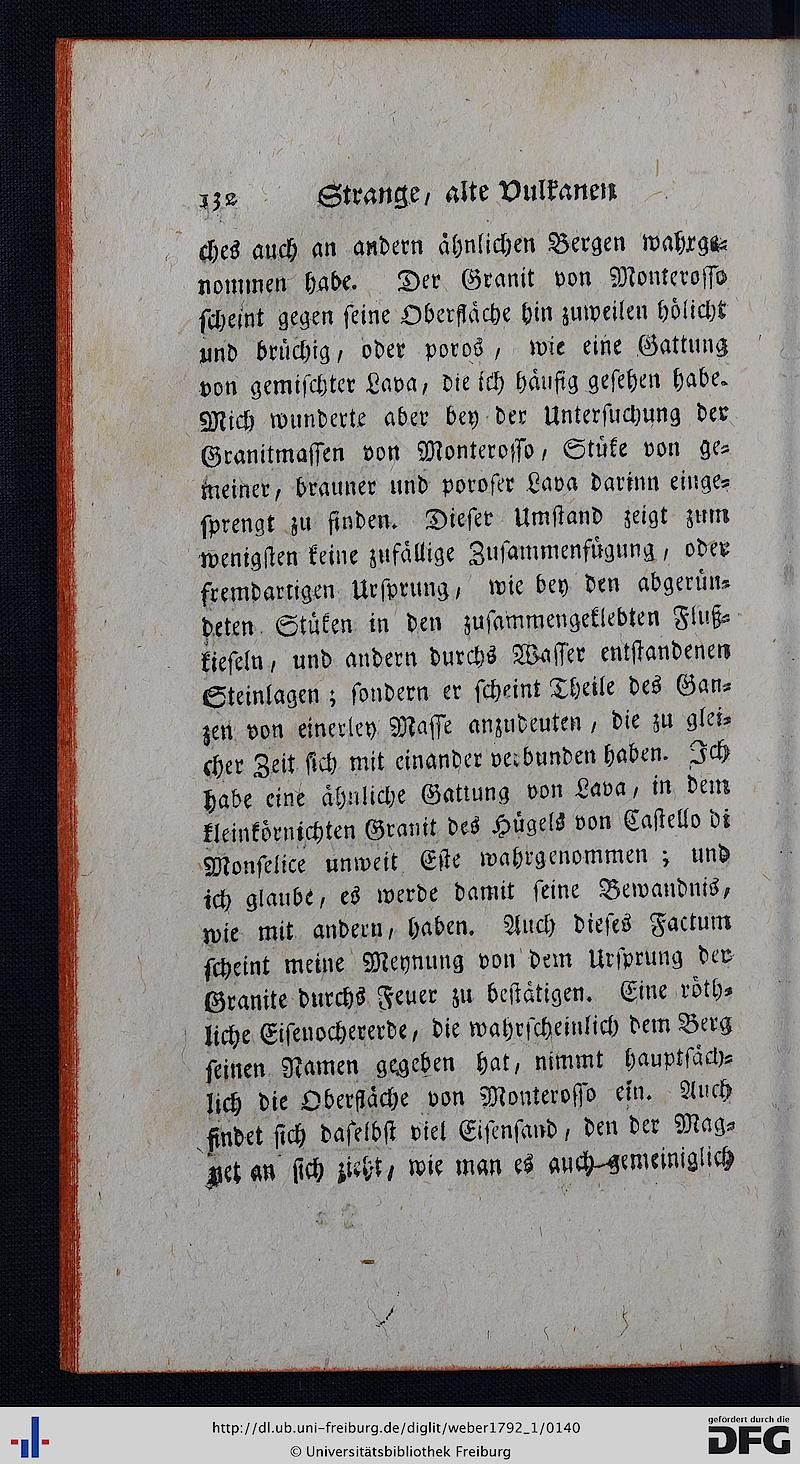 132 Strange, alte Vulkanen
ches auch an andern ähnlichen Bergen wahrge-
nommen habe. Der Granit von Monterosso
scheint gegen seine Oberfläche hin zuweilen hölicht
und brüchig, oder poros, wie eine Gattung
von gemischter Lava, die ich häufig gesehen habe.
Mich wunderte aber bey der Untersuchung der
Granitmassen von Monterosso, Stüke von ge-
meiner, brauner und poroser Lava darinn einge-
sprengt zu finden. Dieser Umstand zeigt zum
wenigsten keine zufällige Zusammenfügung, oder
fremdartigen Ursprung, wie bey den abgerün-
deten Stüken in den zusammengeklebten Fluß-
kieseln, und andern durchs Wasser entstandenen
Steinlagen; sondern er scheint Theile des Gan-
zen von einerley Masse anzudeuten, die zu glei-
cher Zeit sich mit einander verbunden haben. Ich
habe eine ähnliche Gattung von Lava, in dem
kleinkörnichten Granit des Hügels von Castello di
Monselice unweit Este wahrgenommen; und
ich glaube, es werde damit seine Bewandnis,
wie mit andern, haben. Auch dieses Factum
scheint meine Meynung von dem Ursprung der
Granite durchs Feuer zu bestätigen. Eine röth-
liche Eisenochererde, die wahrscheinlich dem Berg
seinen Namen gegeben hat, nimmt hauptsäch-
lich die Oberfläche von Monterosso ein. Auch
findet sich daselbst viel Eisensand, den der Mag-
net an sich zieht, wie man es auch gemeiniglich
http://dl.ub.uni-freiburg.de/diglit/weber1792_1/0140
© Universitätsbibliothek Freiburg
gefördert durch die
DFG